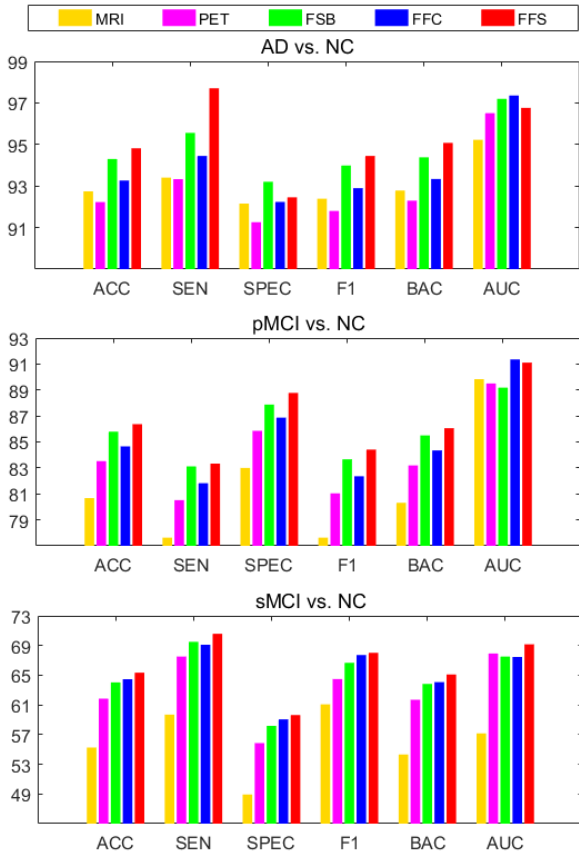 MRI PET FSB FFC FFS
AD vs. NC
99
97
95
93
91
ACC SEN SPEC F1 BAC AUC
pMCI vs. NC
93
91
89
87
85
83
81
79
ACC SEN SPEC F1 BAC AUC
sMCI vs. NC
73
69
65
61
57
53
49
ACC SEN SPEC F1 BAC AUC